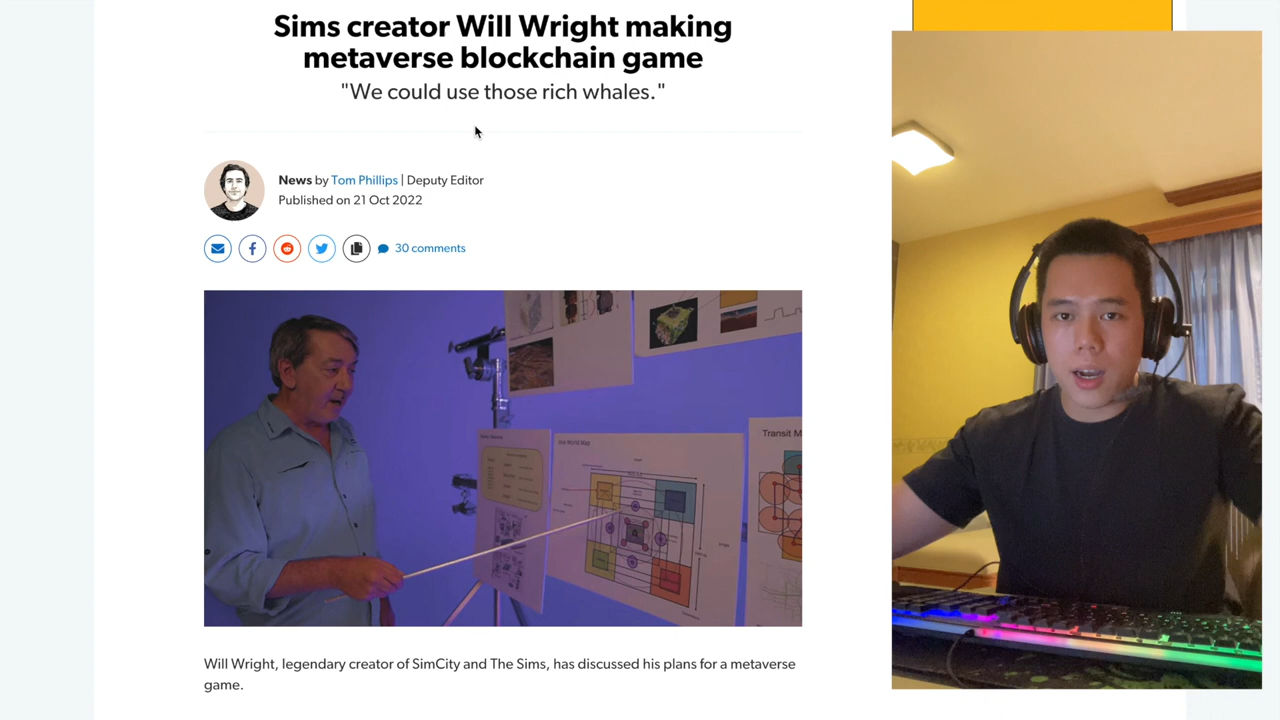 Sims creator Will Wright making
metaverse blockchain game
"We could use those rich whales."
News by Tom Phillips | Deputy Editor
Published on 21 Oct 2022
30 comments
World Map
Transit M
Will Wright, legendary creator of SimCity and The Sims, has discussed his plans for a metaverse
game.